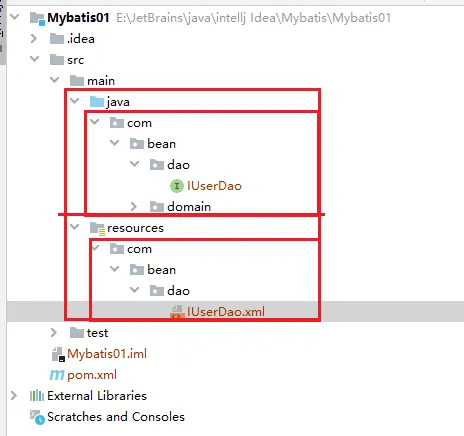 Mybatis01 E:\JetBrains\java\intellj Idea\Mybatis\Mybatis01
.idea
src
main
java
com
bean
dao
IUserDao
domain
resources
com
bean
dao
IUserDao.xml
test
Mybatis01.iml
pom.xml
External Libraries
Scratches and Consoles